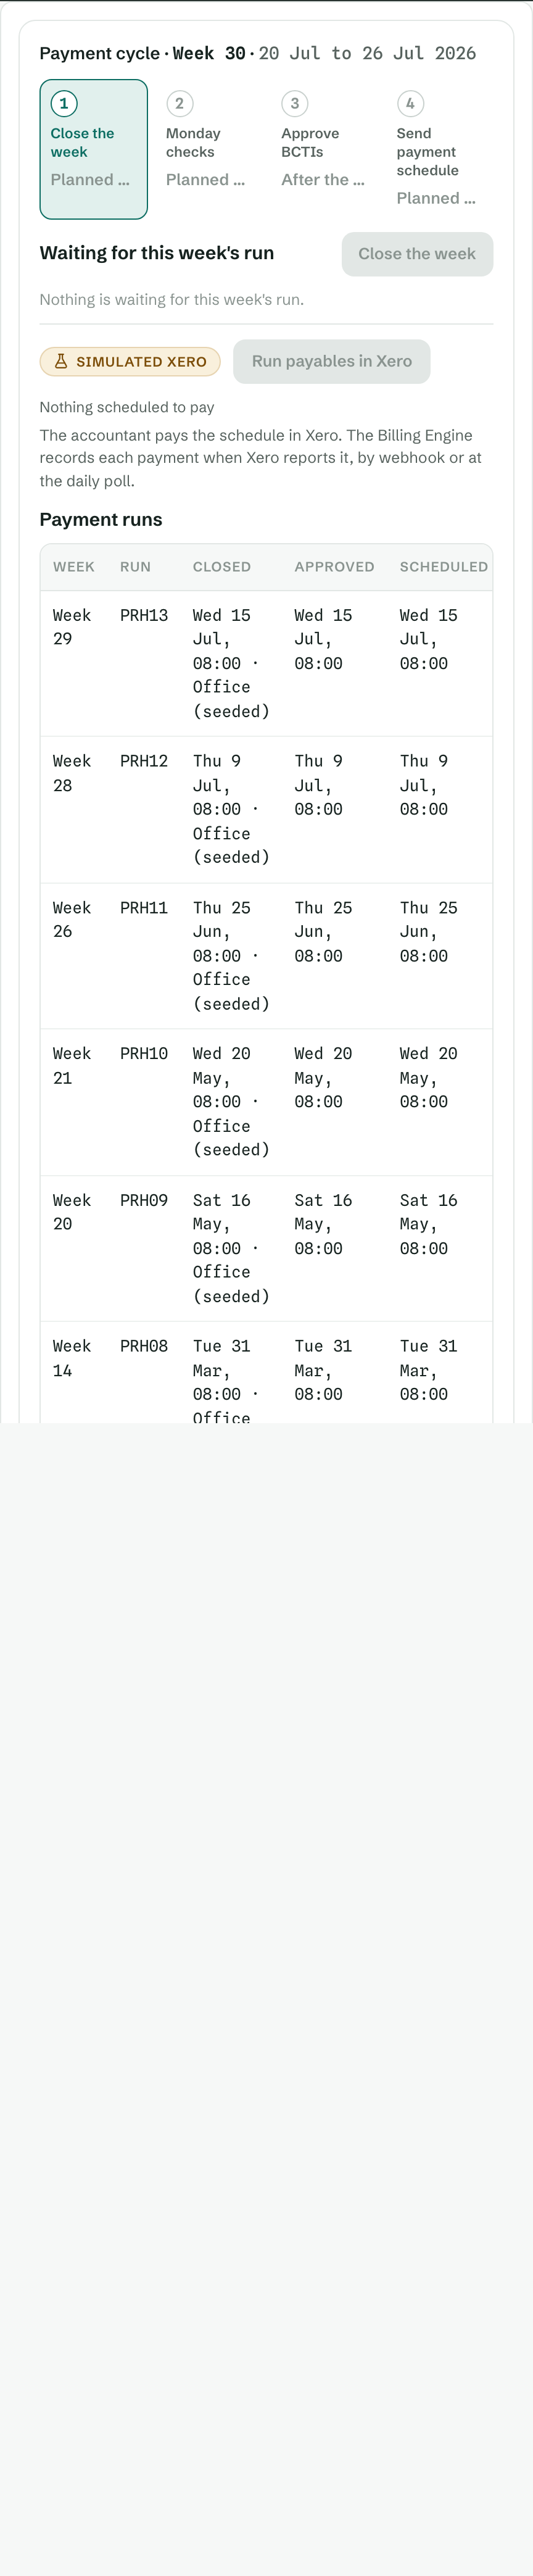 Payment cycle · Week 30 · 20 Jul to 26 Jul 2026
1
Close the
week
Planned ...
2
Monday
checks
Planned ...
3
Approve
BCTIs
After the ...
4
Send
payment
schedule
Planned ...
Waiting for this week's run
Close the week
Nothing is waiting for this week's run.
SIMULATED XERO
Run payables in Xero
Nothing scheduled to pay
The accountant pays the schedule in Xero. The Billing Engine
records each payment when Xero reports it, by webhook or at
the daily poll.
Payment runs
WEEK RUN CLOSED APPROVED SCHEDULED
Week PRH13 Wed 15 Wed 15 Wed 15
29 Jul, Jul, Jul,
08:00 · 08:00 08:00
Office
(seeded)
Week PRH12 Thu 9 Thu 9 Thu 9
28 Jul, Jul, Jul,
08:00 · 08:00 08:00
Office
(seeded)
Week PRH11 Thu 25 Thu 25 Thu 25
26 Jun, Jun, Jun,
08:00 · 08:00 08:00
Office
(seeded)
Week PRH10 Wed 20 Wed 20 Wed 20
21 May, May, May,
08:00 · 08:00 08:00
Office
(seeded)
Week PRH09 Sat 16 Sat 16 Sat 16
20 May, May, May,
08:00 · 08:00 08:00
Office
(seeded)
Week PRH08 Tue 31 Tue 31 Tue 31
14 Mar, Mar, Mar,
08:00 · 08:00 08:00
Office